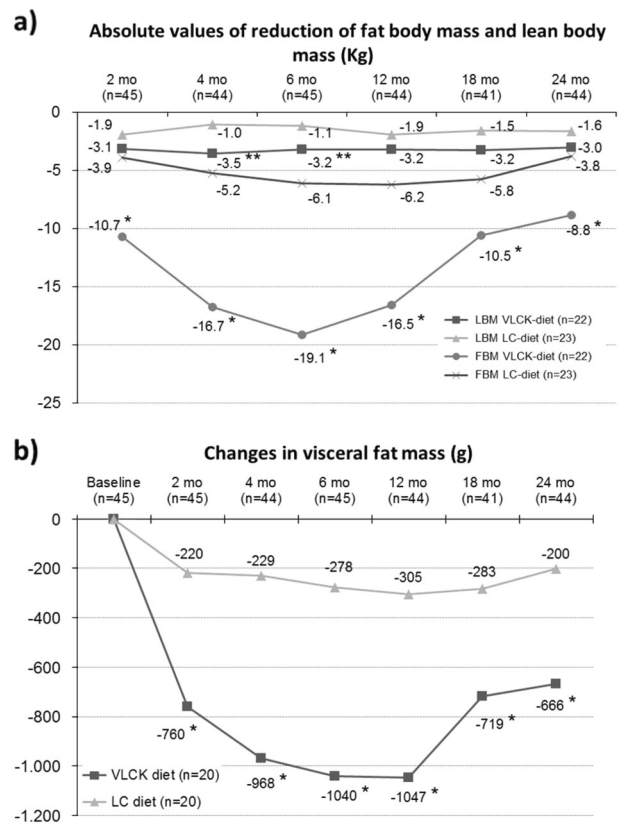 a)
Absolute values of reduction of fat body mass and lean body
mass (Kg)
2 mo 4 mo 6 mo 12 mo 18 mo 24 mo
(n=45) (n=44) (n=45) (n=44) (n=41) (n=44)
0
-5
-10
-15
-20
-25
-1.9 -1.0 -1.1 -1.9 -1.5 -1.6
-3.1 -3.5 ** -3.2 ** -3.2 -3.2 -3.0
-3.9 -5.2 -6.1 -6.2 -5.8 -3.8
-10.7 * -16.7 * -19.1 * -16.5 * -10.5 * -8.8 *
LBM VLCK-diet (n=22)
LBM LC-diet (n=23)
FBM VLCK-diet (n=22)
FBM LC-diet (n=23)
b)
Changes in visceral fat mass (g)
Baseline 2 mo 4 mo 6 mo 12 mo 18 mo 24 mo
(n=45) (n=45) (n=44) (n=45) (n=44) (n=41) (n=44)
0
-200
-400
-600
-800
-1.000
-1.200
-220 -229 -278 -305 -283 -200
-760 * -968 * -1040 * -1047 * -719 * -666 *
VLCK diet (n=20)
LC diet (n=20)